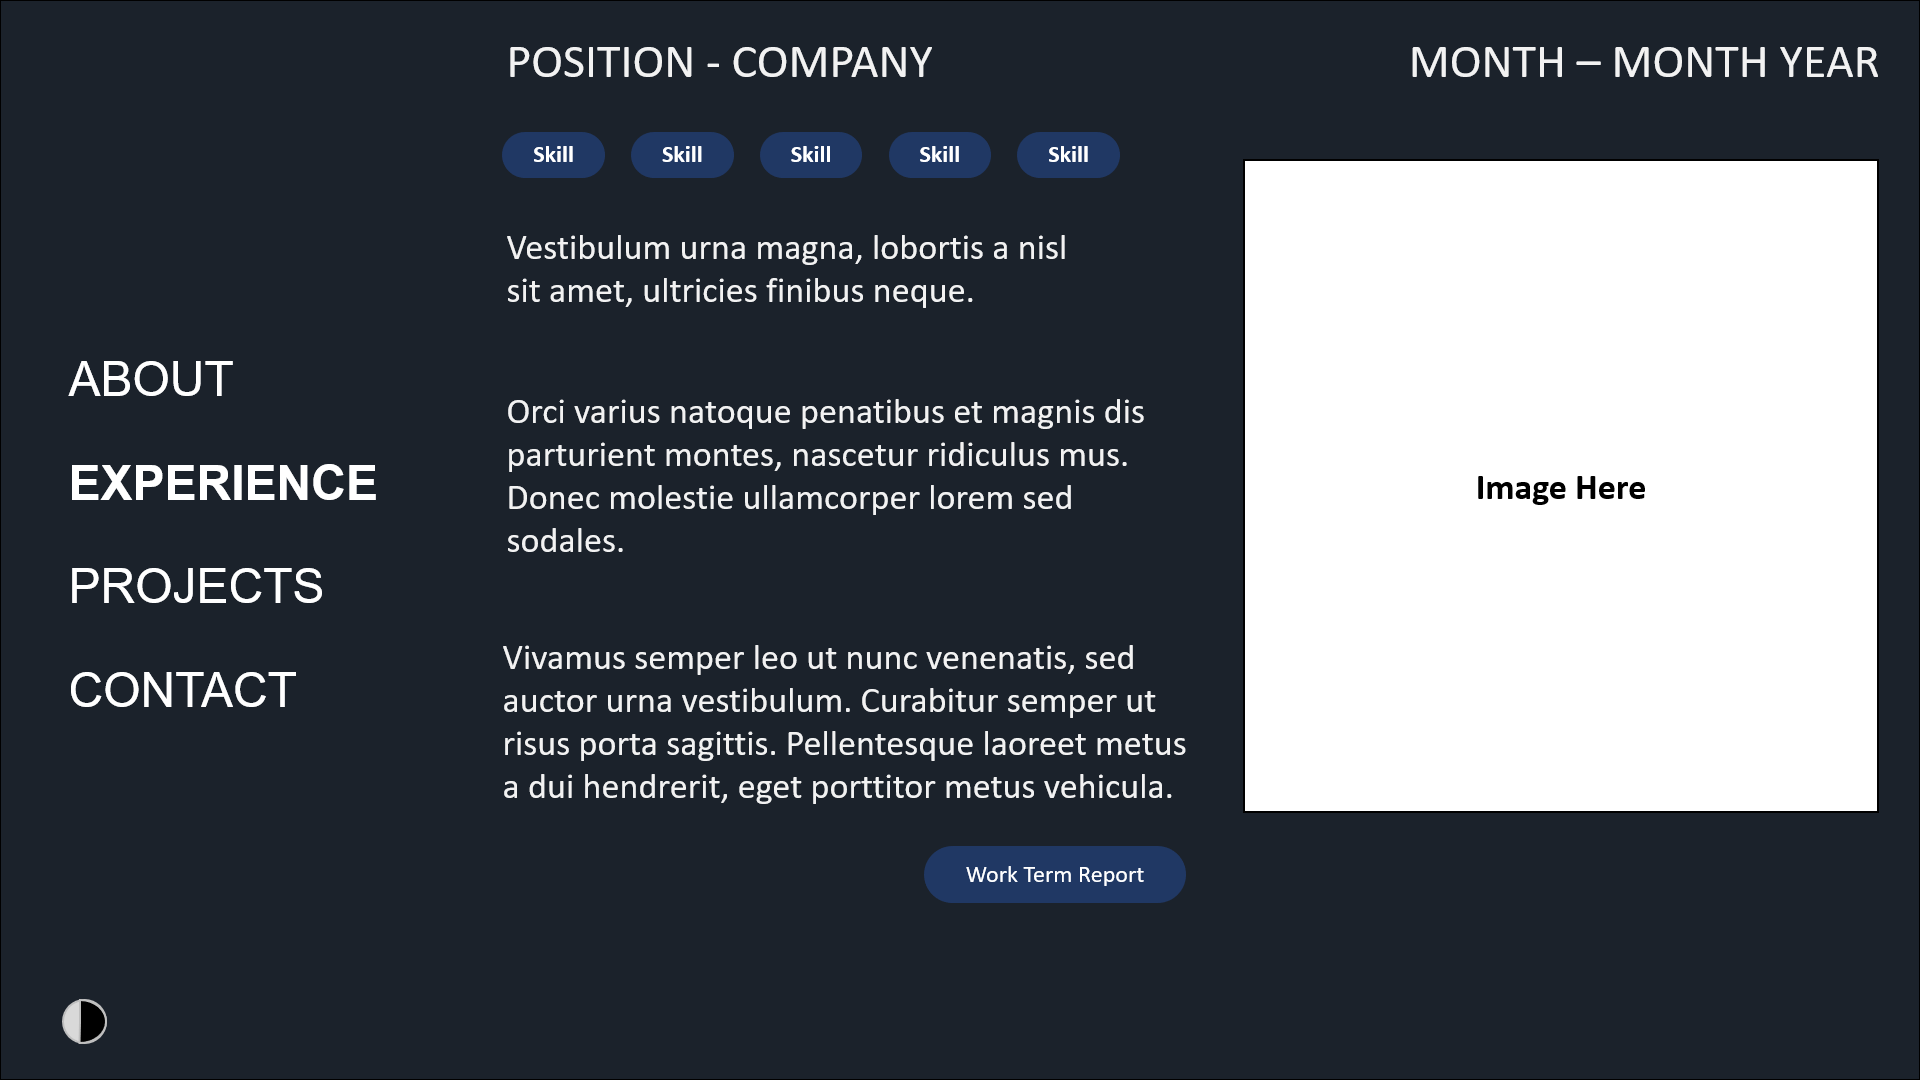 POSITION - COMPANY
MONTH – MONTH YEAR
Skill
Skill
Skill
Skill
Skill
Vestibulum urna magna, lobortis a nisl
sit amet, ultricies finibus neque.
Orci varius natoque penatibus et magnis dis
parturient montes, nascetur ridiculus mus.
Donec molestie ullamcorper lorem sed
sodales.
Vivamus semper leo ut nunc venenatis, sed
auctor urna vestibulum. Curabitur semper ut
risus porta sagittis. Pellentesque laoreet metus
a dui hendrerit, eget porttitor metus vehicula.
Work Term Report
Image Here
ABOUT
EXPERIENCE
PROJECTS
CONTACT